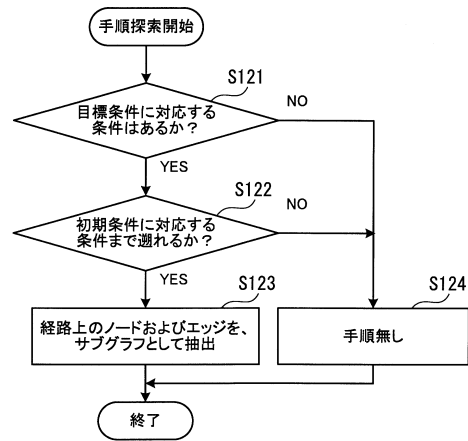 手順探索開始
S121
目標条件に対応する
条件はあるか？
NO
YES
S122
初期条件に対応する
条件まで遡れるか？
NO
YES
S123
経路上のノードおよびエッジを、
サブグラフとして抽出
S124
手順無し
終了